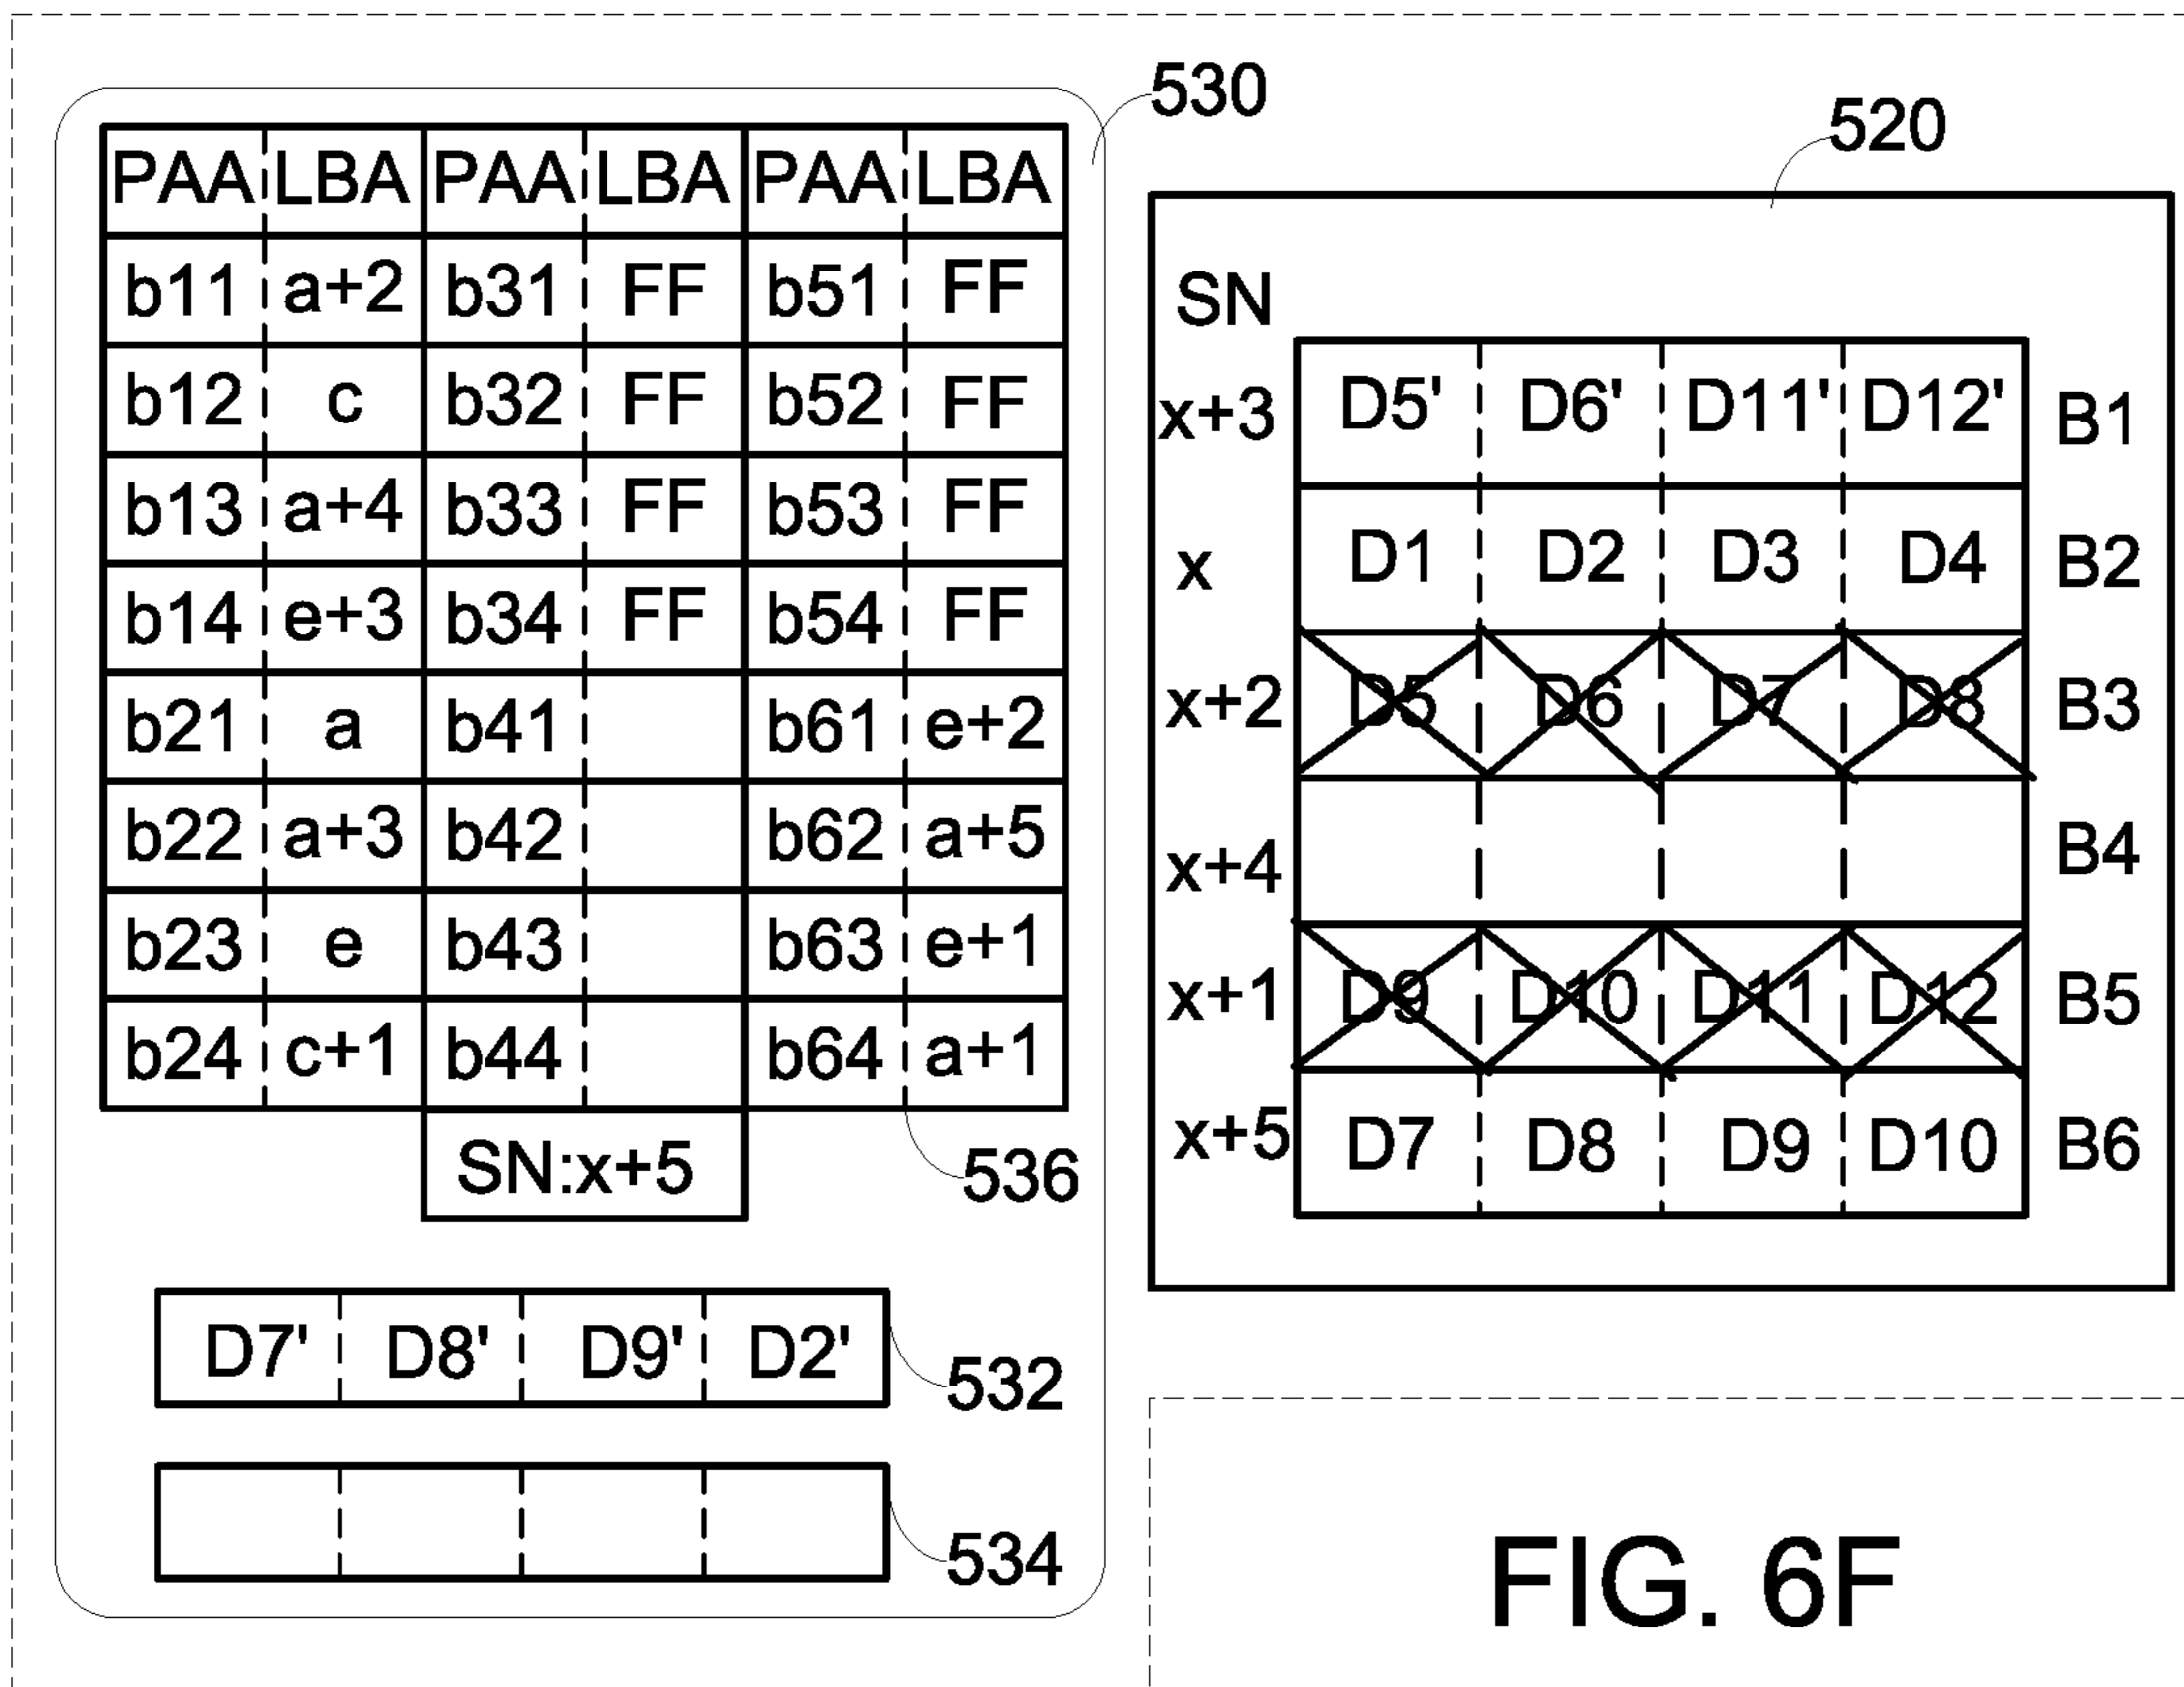 530
PAA LBA PAA LBA PAA LBA
b11 a+2 b31 FF b51 FF
b12 c b32 FF b52 FF
b13 a+4 b33 FF b53 FF
b14 e+3 b34 FF b54 FF
b21 a b41 b61 e+2
b22 a+3 b42 b62 a+5
b23 e b43 b63 e+1
b24 c+1 b44 b64 a+1
SN:x+5
536
D7' D8' D9' D2'
532
534
520
SN
x+3 D5' D6' D11' D12' B1
x D1 D2 D3 D4 B2
x+2 D5 D6 D7 D8 B3
x+4 B4
x+1 D9 D10 D11 D12 B5
x+5 D7 D8 D9 D10 B6
FIG. 6F